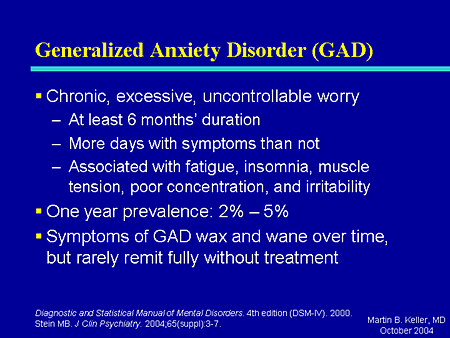 Generalized Anxiety Disorder (GAD)
▪ Chronic, excessive, uncontrollable worry
– At least 6 months’ duration
– More days with symptoms than not
– Associated with fatigue, insomnia, muscle
tension, poor concentration, and irritability
▪ One year prevalence: 2% – 5%
▪ Symptoms of GAD wax and wane over time,
but rarely remit fully without treatment
Diagnostic and Statistical Manual of Mental Disorders. 4th edition (DSM-IV). 2000.
Stein MB. J Clin Psychiatry. 2004;65(suppl):3-7.
Martin B. Keller, MD
October 2004